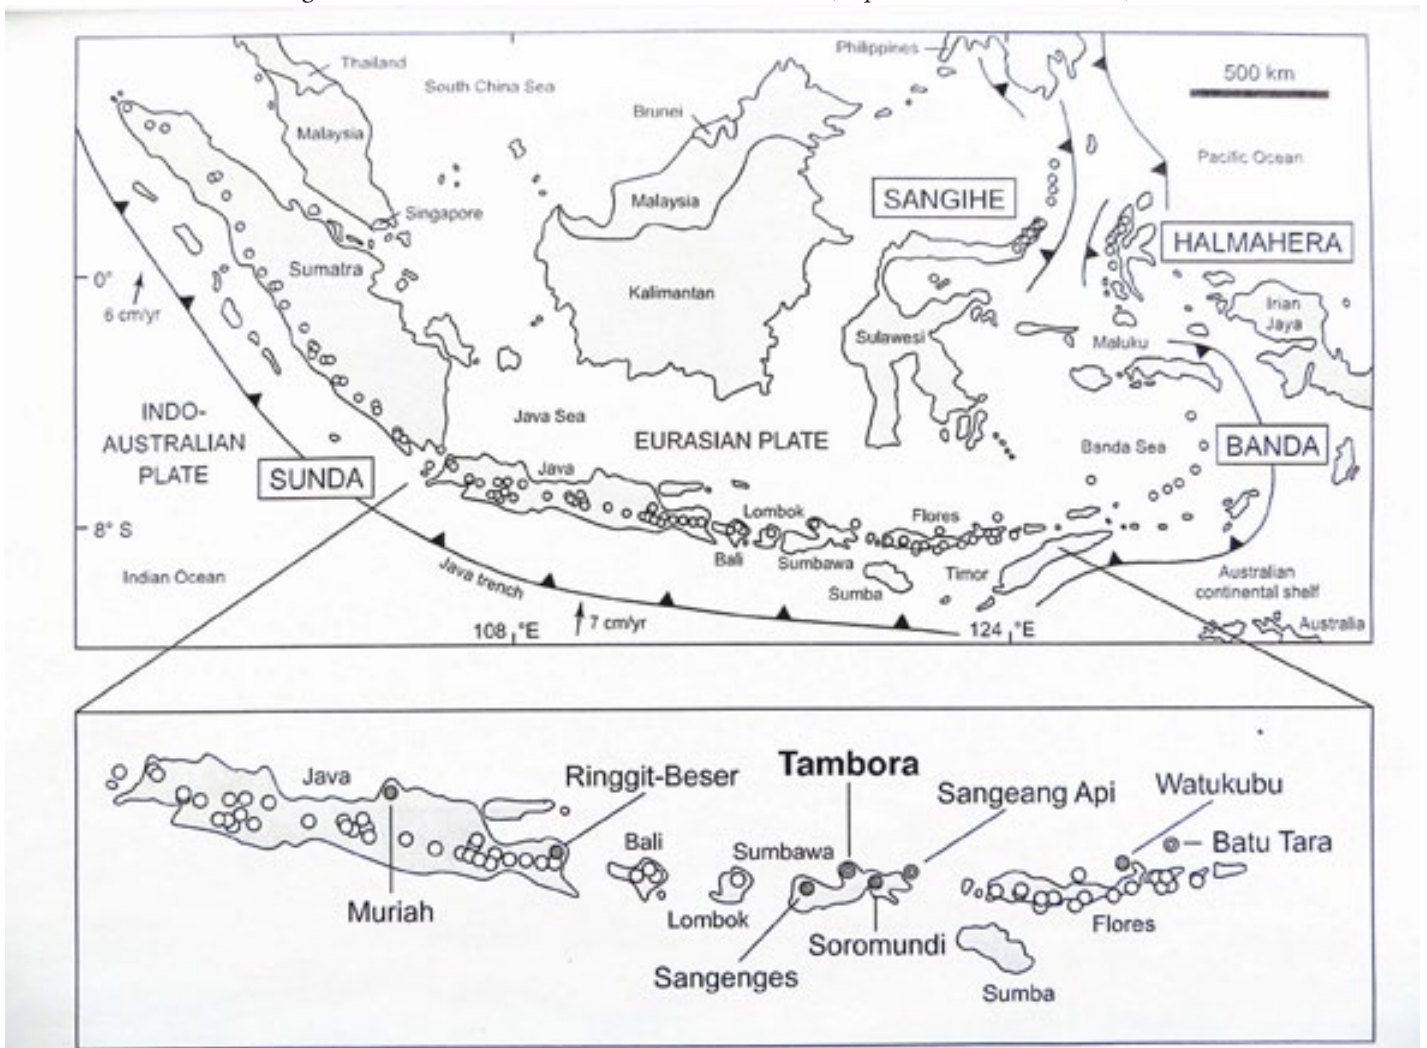 Philippines
500 km
Thailand
South China Sea
Brunei
Malaysia
Pacific Ocean
Malaysia
SANGIHE
Singapore
HALMAHERA
Sumatra
0°
Kalimantan
Irian
Jaya
6 cm/yr
Sulawesi
Maluku
INDO-
AUSTRALIAN
PLATE
Java Sea
EURASIAN PLATE
Banda Sea
BANDA
SUNDA
Java
Lombok
Flores
8° S
Bali
Sumbawa
Indian Ocean
Java trench
Sumba
Timor
Australian
continental shelf
108 °E
7 cm/yr
124 °E
Australia
Java
Ringgit-Beser
Tambora
Sangeang Api
Watukubu
Bali
Sumbawa
Batu Tara
Muriah
Lombok
Soromundi
Flores
Sangenges
Sumba